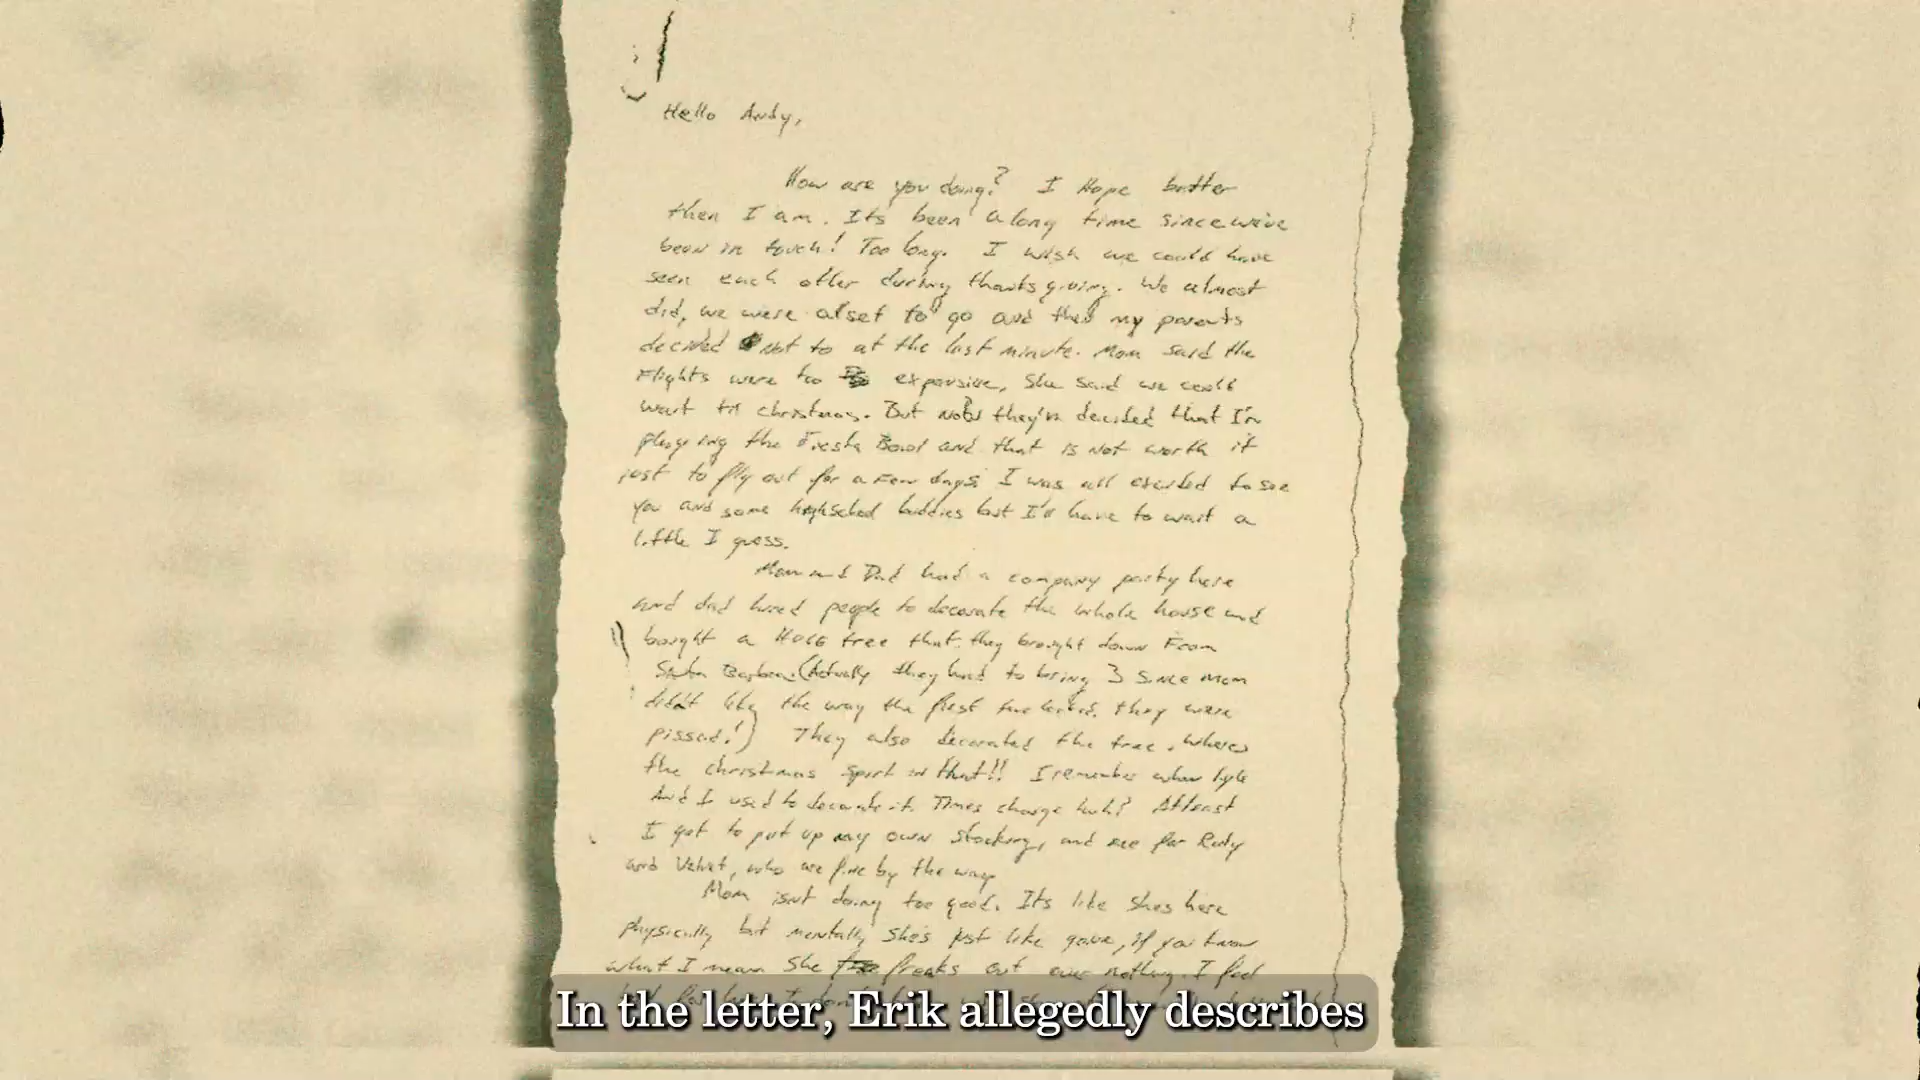 Hello Andy,
How are you doing? I Hope better
then I am. Its been a long time since we've
been in touch! Too long. I wish we could have
seen each other during thanksgiving. We almost
did, we were alset to go and then my parents
decided Not to at the last minute. Mom said the
Flights were too expensive, She said we could
wait til christmas. But Now they've decided that I'm
playing the Fiesta Bowl and that is Not worth it
just to fly out for a Few days. I was all excited to see
you and some highschool buddies but I'll have to wait a
little I guess.
Mom and Dad had a company party here
and dad hired people to decorate the whole house and
bought a HUGE tree that they brought down From
Santa Barbara. (Actually they had to bring 3 since mom
didn't like the way the first two looked. they were
pissed!) They also decorated the tree. Wheres
the christmas spirit in that!! I remember when Lyle
And I used to decorate it. Times change huh? Atleast
I got to put up my own stocking, and one for Rudy
and Velvet, who are fine by the way
Mom isnt doing too good. Its like Shes here
physically but mentally she's just like gone, if you know
what I mean She freaks out over nothing. I feel
In the letter, Erik allegedly describes